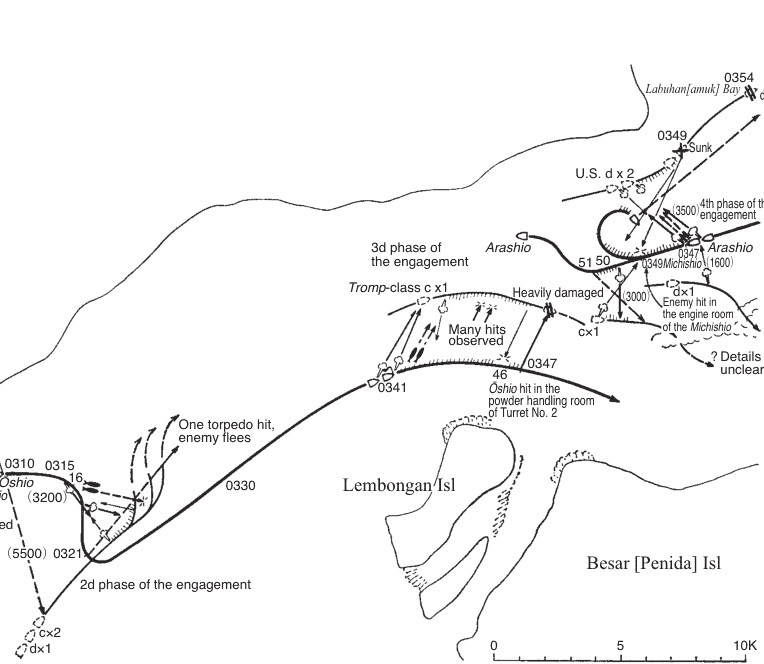 0354
Labuhan[amuk] Bay
d
0349
Sunk
U.S. d x 2
(3500)
4th phase of th
engagement
3d phase of
the engagement
Arashio
51 50
0349
Michishio
0347
Arashio
(1600)
Tromp-class c x1
Heavily damaged
(3000)
d×1
c×1
Enemy hit in
the engine room
of the Michishio
Many hits
observed
? Details
unclear
0341
46
0347
Ōshio hit in the
powder handling room
of Turret No. 2
One torpedo hit,
enemy flees
0310
0315
Oshio
io
16
(3200)
0330
Lembongan Isl
ed
(5500)
0321
2d phase of the engagement
Besar [Penida] Isl
c×2
d×1
0
5
10K